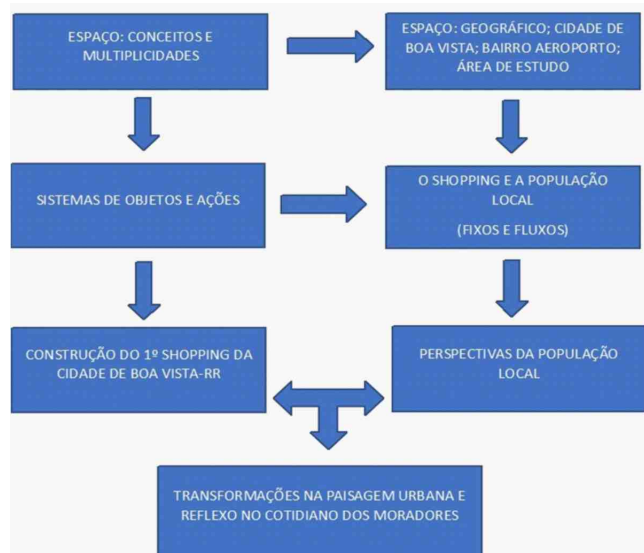 ESPAÇO: CONCEITOS E
MULTIPLICIDADES
ESPAÇO: GEOGRÁFICO; CIDADE DE
BOA VISTA; BAIRRO AEROPORTO;
ÁREA DE ESTUDO
SISTEMAS DE OBJETOS E AÇÕES
O SHOPPING E A POPULAÇÃO
LOCAL
(FIXOS E FLUXOS)
CONSTRUÇÃO DO 1º SHOPPING DA
CIDADE DE BOA VISTA-RR
PERSPECTIVAS DA POPULAÇÃO
LOCAL
TRANSFORMAÇÕES NA PAISAGEM URBANA E
REFLEXO NO COTIDIANO DOS MORADORES